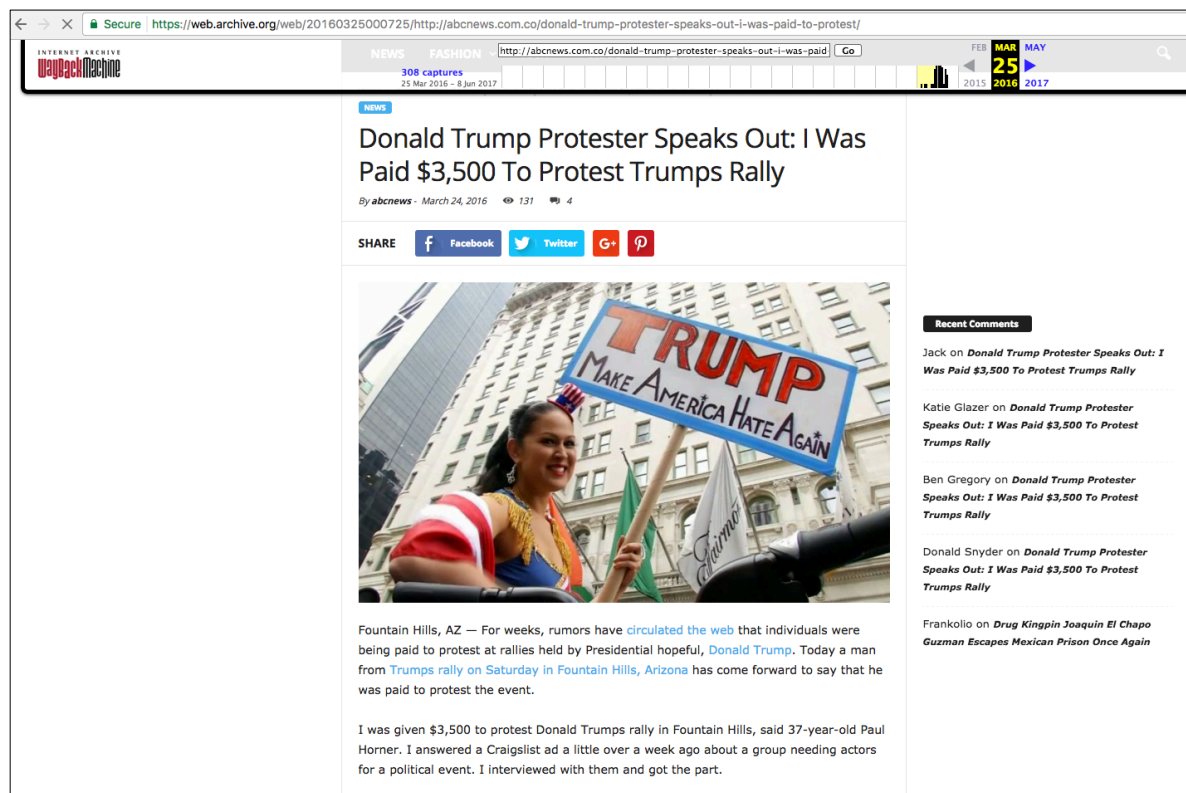 Secure https://web.archive.org/web/20160325000725/http://abcnews.com.co/donald-trump-protester-speaks-out-i-was-paid-to-protest/
INTERNET ARCHIVE
WayBackMachine
NEWS FASHION
http://abcnews.com.co/donald-trump-protester-speaks-out-i-was-paid- Go
308 captures
25 Mar 2016 - 8 Jun 2017
FEB MAR MAY
25
2015 2016 2017
NEWS
Donald Trump Protester Speaks Out: I Was
Paid $3,500 To Protest Trumps Rally
By abcnews - March 24, 2016 131 4
SHARE Facebook Twitter G+
TRUMP
MAKE AMERICA HATE AGAIN
Fairmont
Fountain Hills, AZ — For weeks, rumors have circulated the web that individuals were
being paid to protest at rallies held by Presidential hopeful, Donald Trump. Today a man
from Trumps rally on Saturday in Fountain Hills, Arizona has come forward to say that he
was paid to protest the event.
I was given $3,500 to protest Donald Trumps rally in Fountain Hills, said 37-year-old Paul
Horner. I answered a Craigslist ad a little over a week ago about a group needing actors
for a political event. I interviewed with them and got the part.
Recent Comments
Jack on Donald Trump Protester Speaks Out: I
Was Paid $3,500 To Protest Trumps Rally
Katie Glazer on Donald Trump Protester
Speaks Out: I Was Paid $3,500 To Protest
Trumps Rally
Ben Gregory on Donald Trump Protester
Speaks Out: I Was Paid $3,500 To Protest
Trumps Rally
Donald Snyder on Donald Trump Protester
Speaks Out: I Was Paid $3,500 To Protest
Trumps Rally
Frankolio on Drug Kingpin Joaquin El Chapo
Guzman Escapes Mexican Prison Once Again